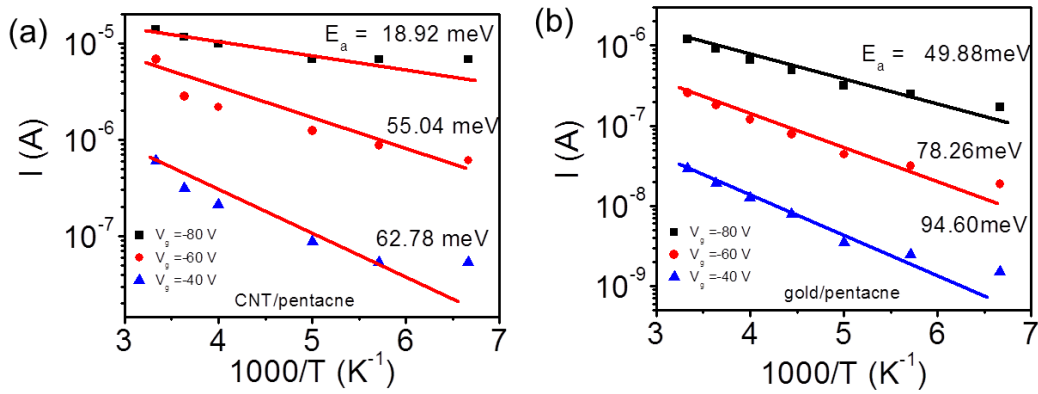 (a)
10⁻⁵
10⁻⁶
10⁻⁷
I (A)
Eₐ = 18.92 meV
55.04 meV
62.78 meV
V_g =-80 V
V_g =-60 V
V_g =-40 V
CNT/pentacne
3 4 5 6 7
1000/T (K⁻¹)
(b)
10⁻⁶
10⁻⁷
10⁻⁸
10⁻⁹
I (A)
Eₐ = 49.88meV
78.26meV
94.60meV
V_g =-80 V
V_g =-60 V
V_g =-40 V
gold/pentacne
3 4 5 6 7
1000/T (K⁻¹)